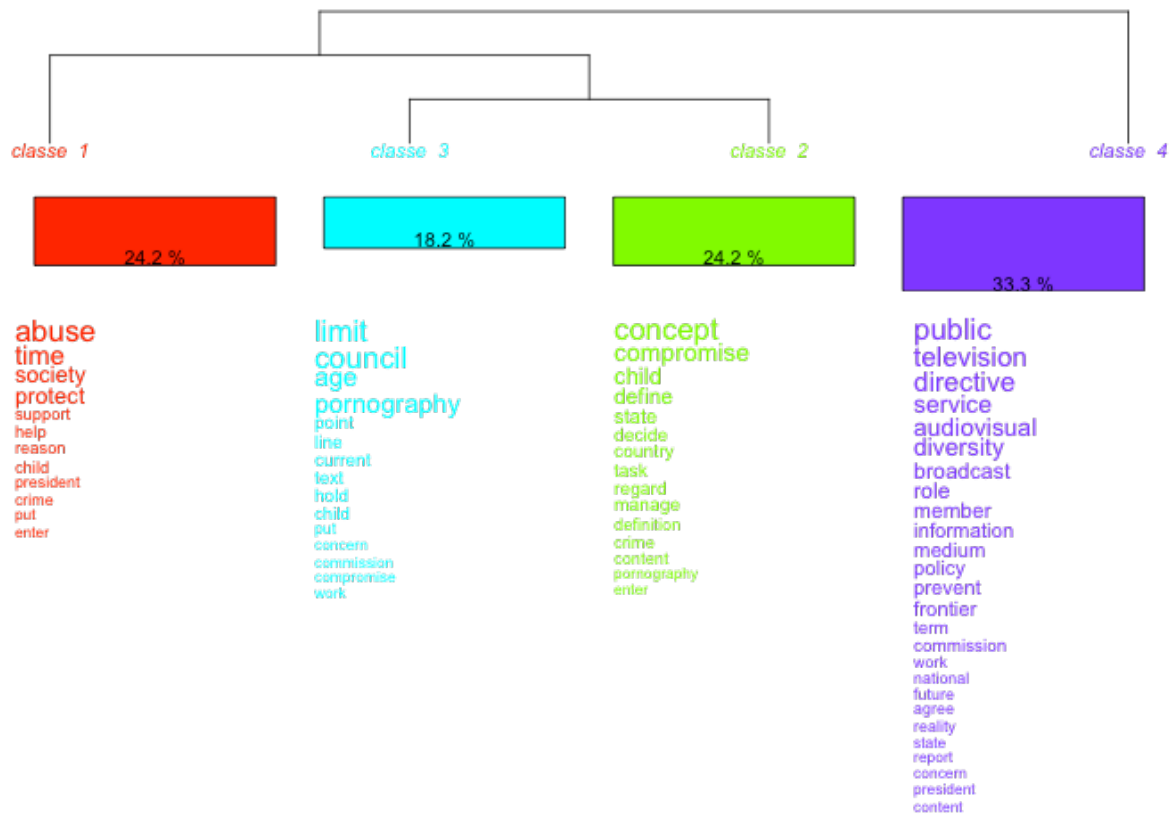 classe 1
classe 3
classe 2
classe 4
24.2 %
18.2 %
24.2 %
33.3 %
abuse
time
society
protect
support
help
reason
child
president
crime
put
enter
limit
council
age
pornography
point
line
current
text
hold
child
put
concern
commission
compromise
work
concept
compromise
child
define
state
decide
country
task
regard
manage
definition
crime
content
pornography
enter
public
television
directive
service
audiovisual
diversity
broadcast
role
member
information
medium
policy
prevent
frontier
term
commission
work
national
future
agree
reality
state
report
concern
president
content